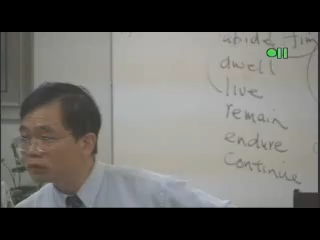 abide
dwell
live
remain
endure
continue